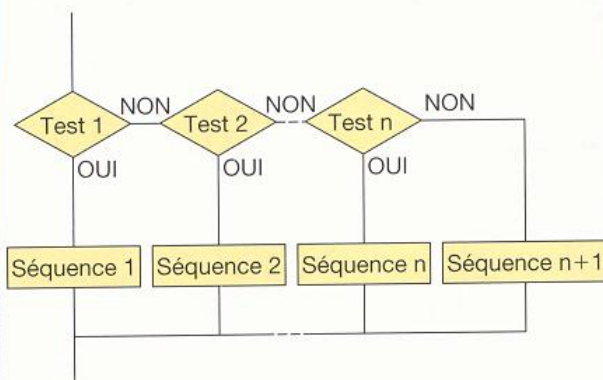 NON
NON
NON
Test 1
Test 2
Test n
OUI
OUI
OUI
Séquence 1
Séquence 2
Séquence n
Séquence n+1